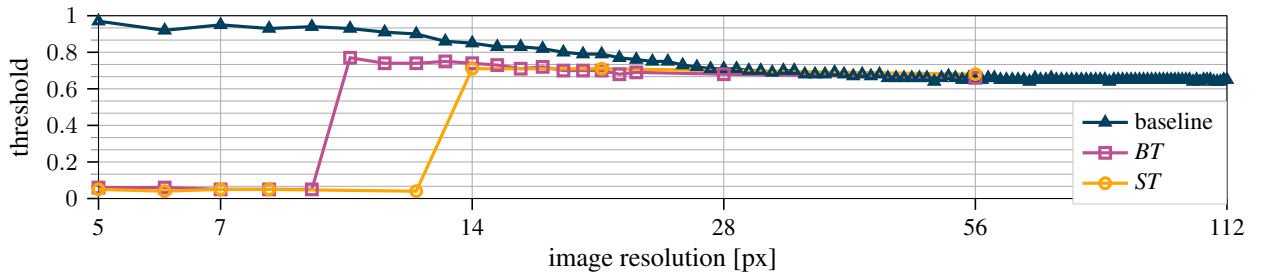 1
0.8
0.6
0.4
0.2
0
threshold
5
7
14
28
56
112
image resolution [px]
baseline
BT
ST